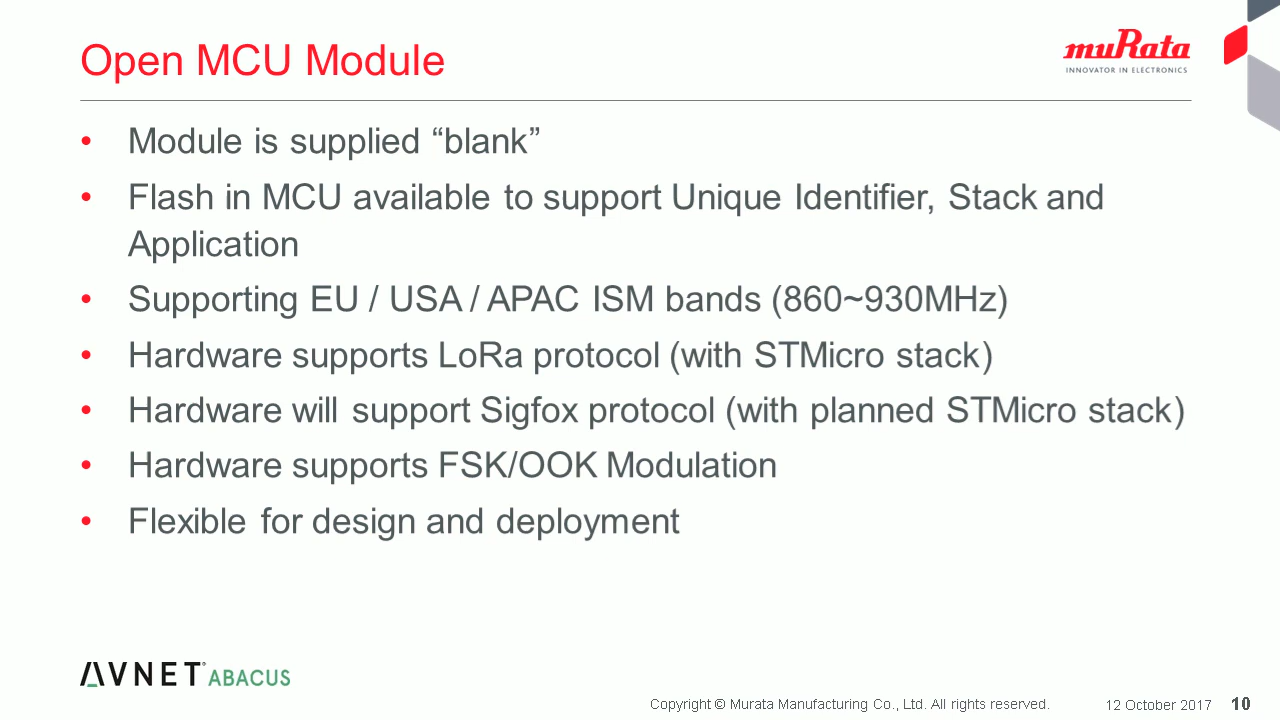 Open MCU Module
muRata
INNOVATOR IN ELECTRONICS
• Module is supplied “blank”
• Flash in MCU available to support Unique Identifier, Stack and
Application
• Supporting EU / USA / APAC ISM bands (860~930MHz)
• Hardware supports LoRa protocol (with STMicro stack)
• Hardware will support Sigfox protocol (with planned STMicro stack)
• Hardware supports FSK/OOK Modulation
• Flexible for design and deployment
AVNET® ABACUS
Copyright © Murata Manufacturing Co., Ltd. All rights reserved. 12 October 2017 10